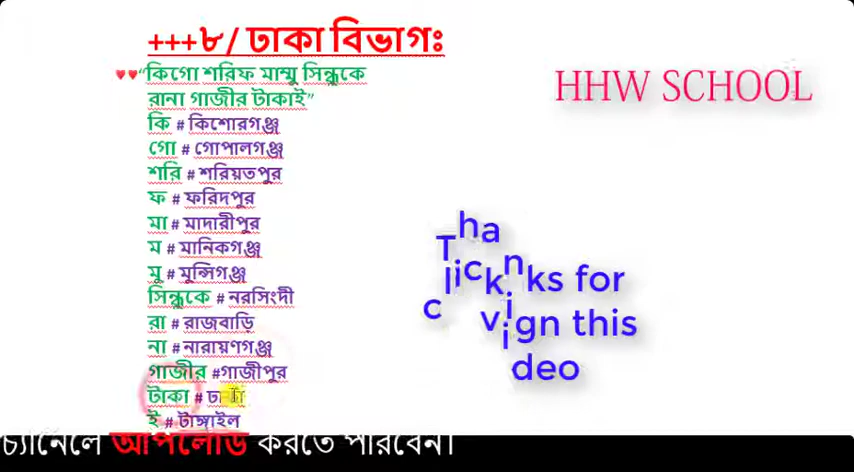 +++৮/ ঢাকা বিভাগঃ
♥♥“কিগো শরিফ মাম্মু সিন্ধুকে
রানা গাজীর টাকাই”
কি # কিশোরগঞ্জ
গো # গোপালগঞ্জ
শরি # শরিয়তপুর
ফ # ফরিদপুর
মা # মাদারীপুর
ম # মানিকগঞ্জ
মু # মুন্সিগঞ্জ
সিন্ধুকে # নরসিংদী
রা # রাজবাড়ি
না # নারায়ণগঞ্জ
গাজীর #গাজীপুর
টাকা #
ই # টাঙ্গাইল
HHW SCHOOL
Thanks for
clicking this
video
চ্যানেলে আপলোড করতে পারবেন।